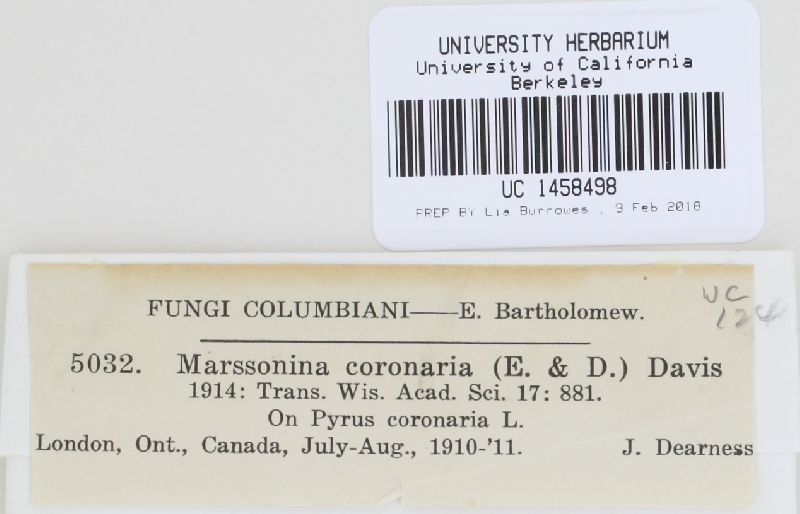 UNIVERSITY HERBARIUM
University of California
Berkeley
UC 1458498
PREP BY Lia Burrowes , 9 Feb 2018
FUNGI COLUMBIANI——E. Bartholomew.
UC
5032. Marssonina coronaria (E. & D.) Davis
1914: Trans. Wis. Acad. Sci. 17: 881.
On Pyrus coronaria L.
London, Ont., Canada, July-Aug., 1910-'11. J. Dearness